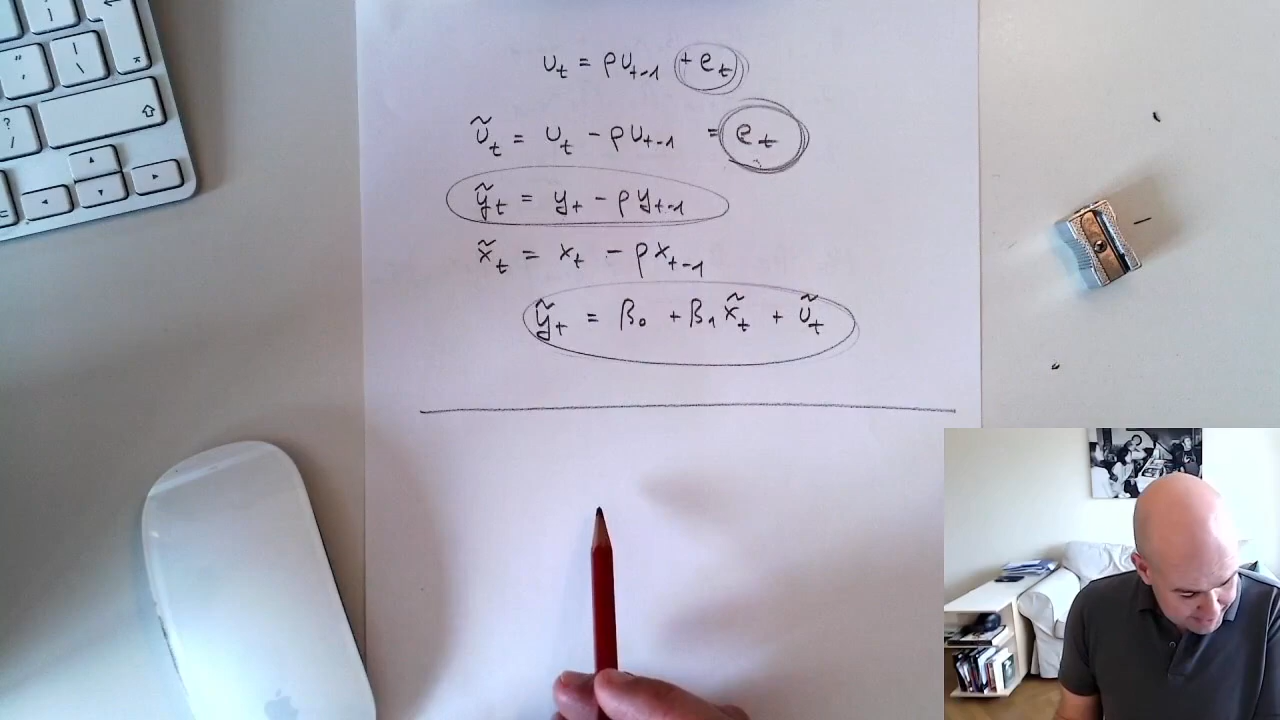 u_t = ρu_{t-1} + e_t
ũ_t = u_t - ρu_{t-1} = e_t
ỹ_t = y_t - ρy_{t-1}
x̃_t = x_t - ρx_{t-1}
ỹ_t = β_0 + β_1 x̃_t + ũ_t